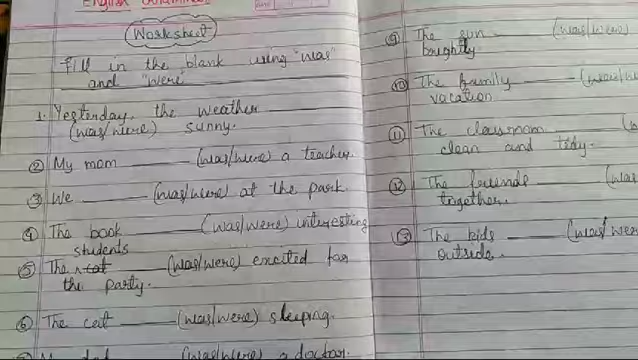 English Grammar
Worksheet
Fill in the blank using "was"
and "were"
1. Yesterday, the weather
(was/were) sunny.
② My mom ______ (was/were) a teacher.
③ We ______ (was/were) at the park.
④ The book ______ (was/were) interesting
students
⑤ The ______ (was/were) excited for
the party.
⑥ The cat ______ (was/were) sleeping.
(was/were) a doctor.
⑨ The sun ______ (was/were)
brightly
⑩ The family ______
vacation
⑪ The classroom ______
clean and tidy.
⑫ The friends ______ (was
together.
⑬ The kids ______ (was/were
outside.